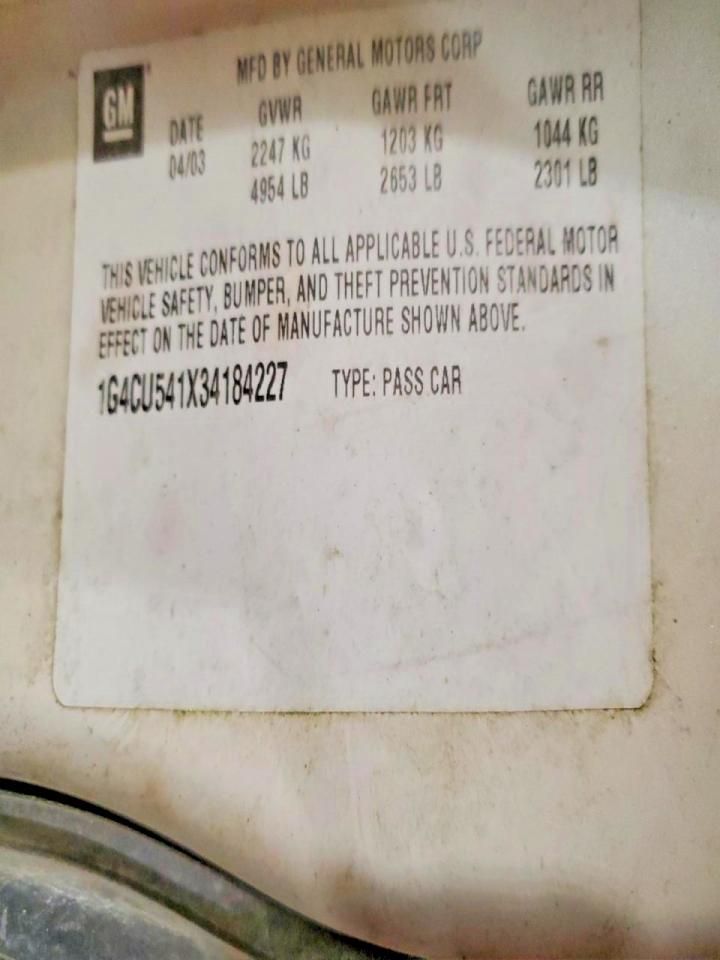 MFD BY GENERAL MOTORS CORP
GM
DATE GVWR GAWR FRT GAWR RR
04/03 2247 KG 1203 KG 1044 KG
4954 LB 2653 LB 2301 LB
THIS VEHICLE CONFORMS TO ALL APPLICABLE U.S. FEDERAL MOTOR
VEHICLE SAFETY, BUMPER, AND THEFT PREVENTION STANDARDS IN
EFFECT ON THE DATE OF MANUFACTURE SHOWN ABOVE.
1G4CU541X34184227 TYPE: PASS CAR